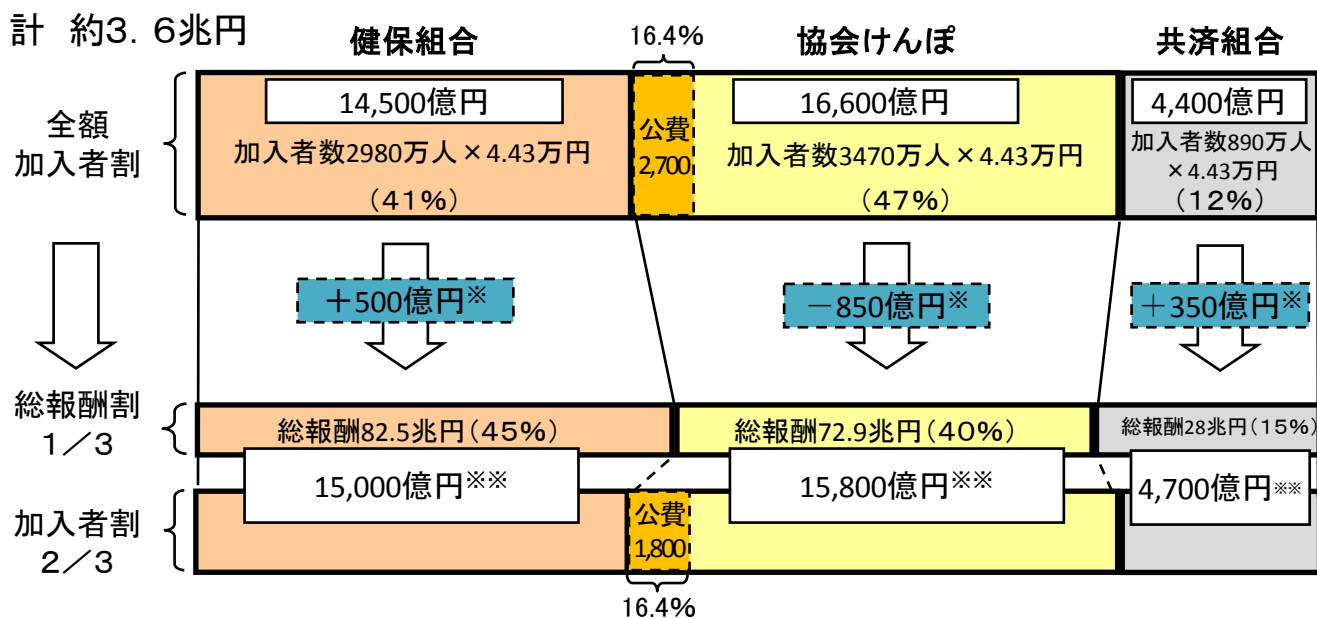 計 約3．6兆円
健保組合
16.4%
協会けんぽ
共済組合
全額
加入者割
14,500億円
加入者数2980万人×4.43万円
（41%）
公費
2,700
16,600億円
加入者数3470万人×4.43万円
（47%）
4,400億円
加入者数890万人
×4.43万円
（12%）
＋500億円※
－850億円※
＋350億円※
総報酬割
1／3
総報酬82.5兆円（45%）
総報酬72.9兆円（40%）
総報酬28兆円（15%）
15,000億円※※
15,800億円※※
4,700億円※※
加入者割
2／3
公費
1,800
16.4%